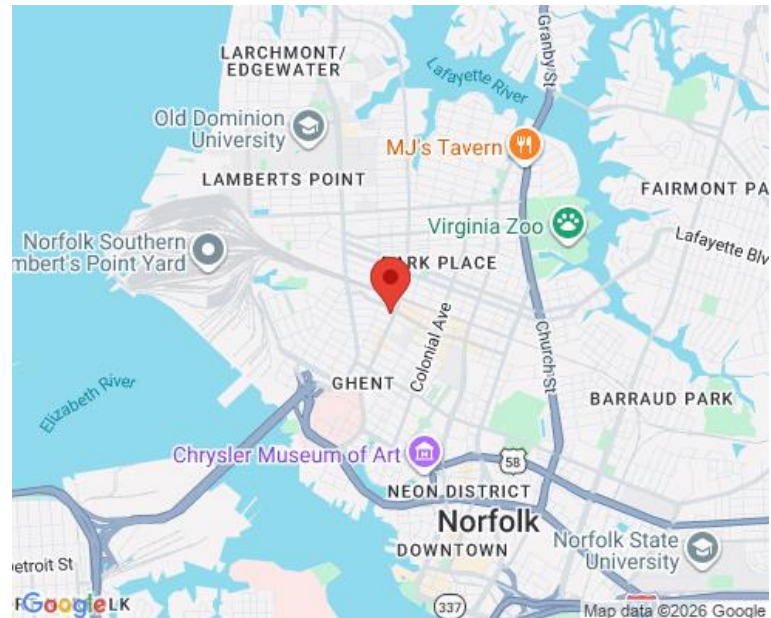 Granby St
LARCHMONT/
EDGEWATER
Lafayette River
Old Dominion
University
MJ's Tavern
LAMBERTS POINT
FAIRMONT PA
Virginia Zoo
Lafayette Blv
Norfolk Southern
mbert's Point Yard
PARK PLACE
Colonial Ave
Church St
Elizabeth River
GHENT
BARRAUD PARK
Chrysler Museum of Art
58
NEON DISTRICT
Norfolk
DOWNTOWN
Norfolk State
University
etroit St
Google
LK
337
Map data ©2026 Google